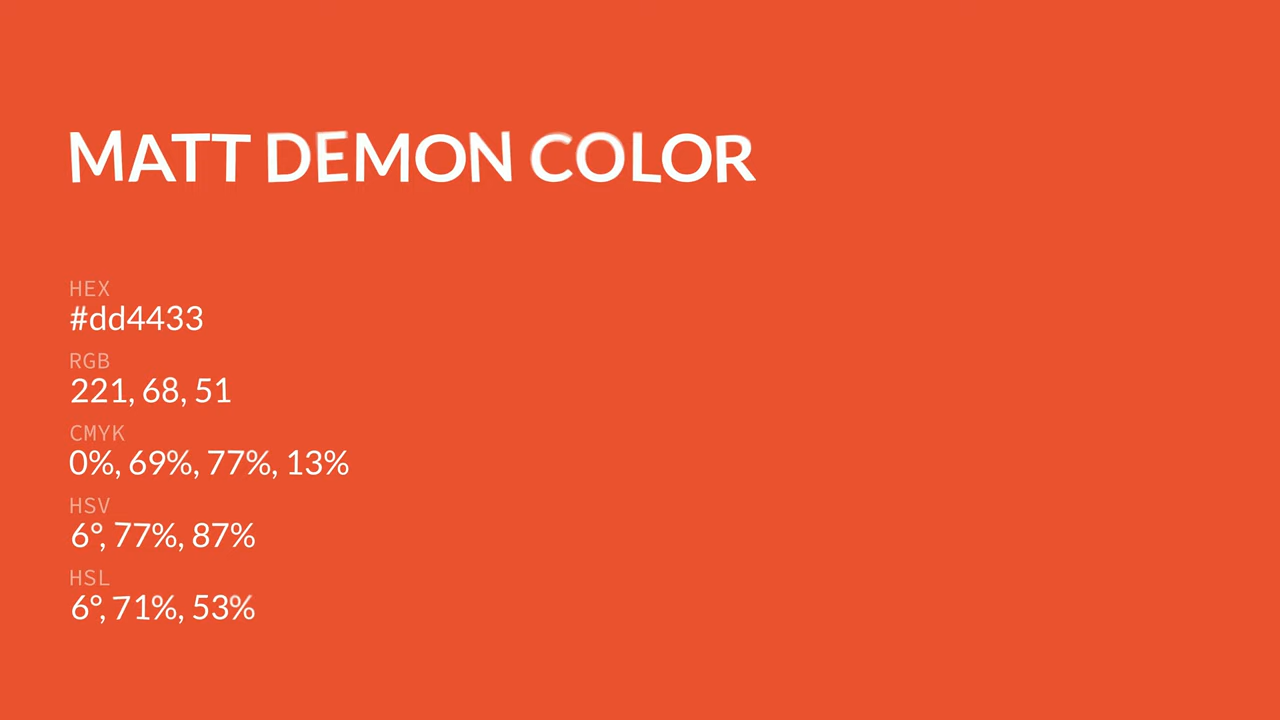 MATT DEMON COLOR
HEX
#dd4433
RGB
221, 68, 51
CMYK
0%, 69%, 77%, 13%
HSV
6°, 77%, 87%
HSL
6°, 71%, 53%